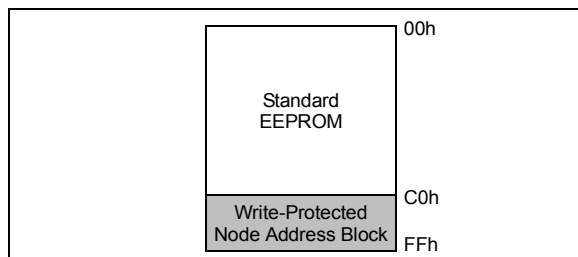 00h
Standard
EEPROM
C0h
Write-Protected
Node Address Block
FFh